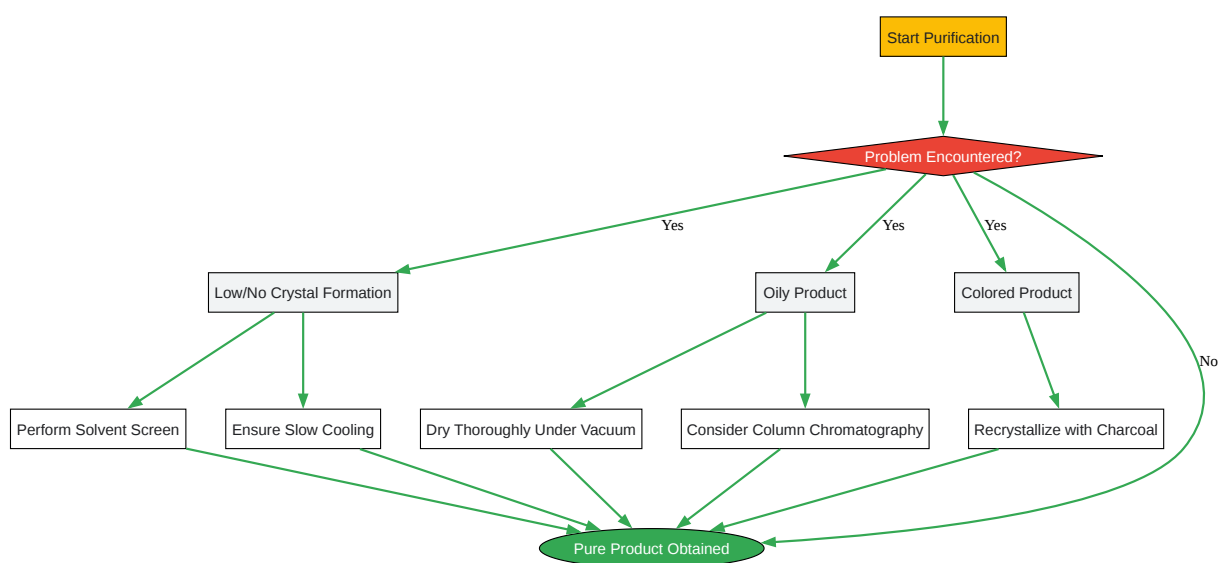 Start Purification
Problem Encountered?
Yes
Yes
Yes
Low/No Crystal Formation
Oily Product
Colored Product
No
Perform Solvent Screen
Ensure Slow Cooling
Dry Thoroughly Under Vacuum
Consider Column Chromatography
Recrystallize with Charcoal
Pure Product Obtained